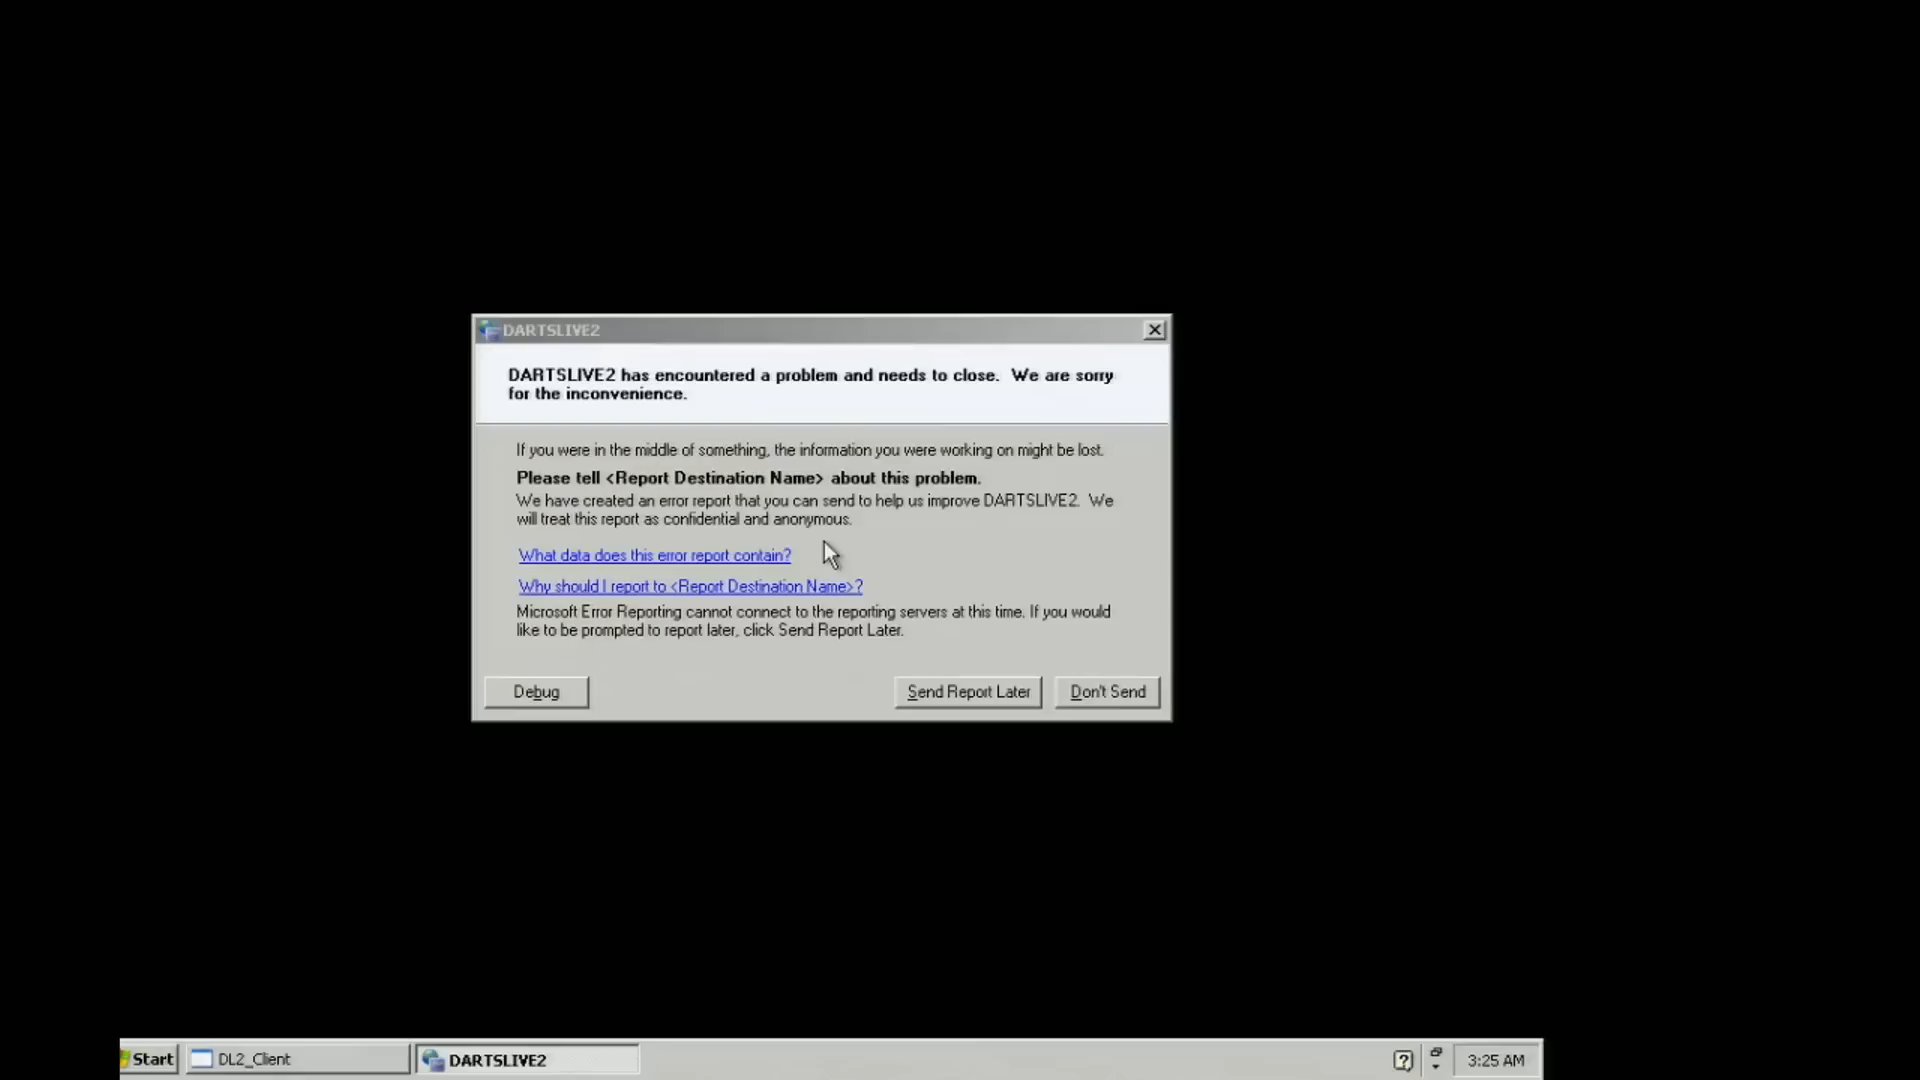 DARTSLIVE2
DARTSLIVE2 has encountered a problem and needs to close.  We are sorry
for the inconvenience.
If you were in the middle of something, the information you were working on might be lost.
Please tell <Report Destination Name> about this problem.
We have created an error report that you can send to help us improve DARTSLIVE2.  We
will treat this report as confidential and anonymous.
What data does this error report contain?
Why should I report to <Report Destination Name>?
Microsoft Error Reporting cannot connect to the reporting servers at this time. If you would
like to be prompted to report later, click Send Report Later.
Debug
Send Report Later
Don't Send
Start
DL2_Client
DARTSLIVE2
3:25 AM